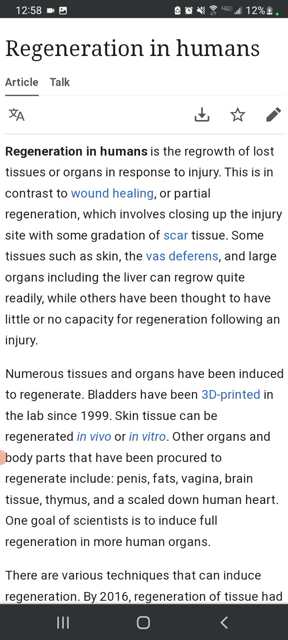 12:58
12%
Regeneration in humans
Article Talk
Regeneration in humans is the regrowth of lost
tissues or organs in response to injury. This is in
contrast to wound healing, or partial
regeneration, which involves closing up the injury
site with some gradation of scar tissue. Some
tissues such as skin, the vas deferens, and large
organs including the liver can regrow quite
readily, while others have been thought to have
little or no capacity for regeneration following an
injury.
Numerous tissues and organs have been induced
to regenerate. Bladders have been 3D-printed in
the lab since 1999. Skin tissue can be
regenerated in vivo or in vitro. Other organs and
body parts that have been procured to
regenerate include: penis, fats, vagina, brain
tissue, thymus, and a scaled down human heart.
One goal of scientists is to induce full
regeneration in more human organs.
There are various techniques that can induce
regeneration. By 2016, regeneration of tissue had